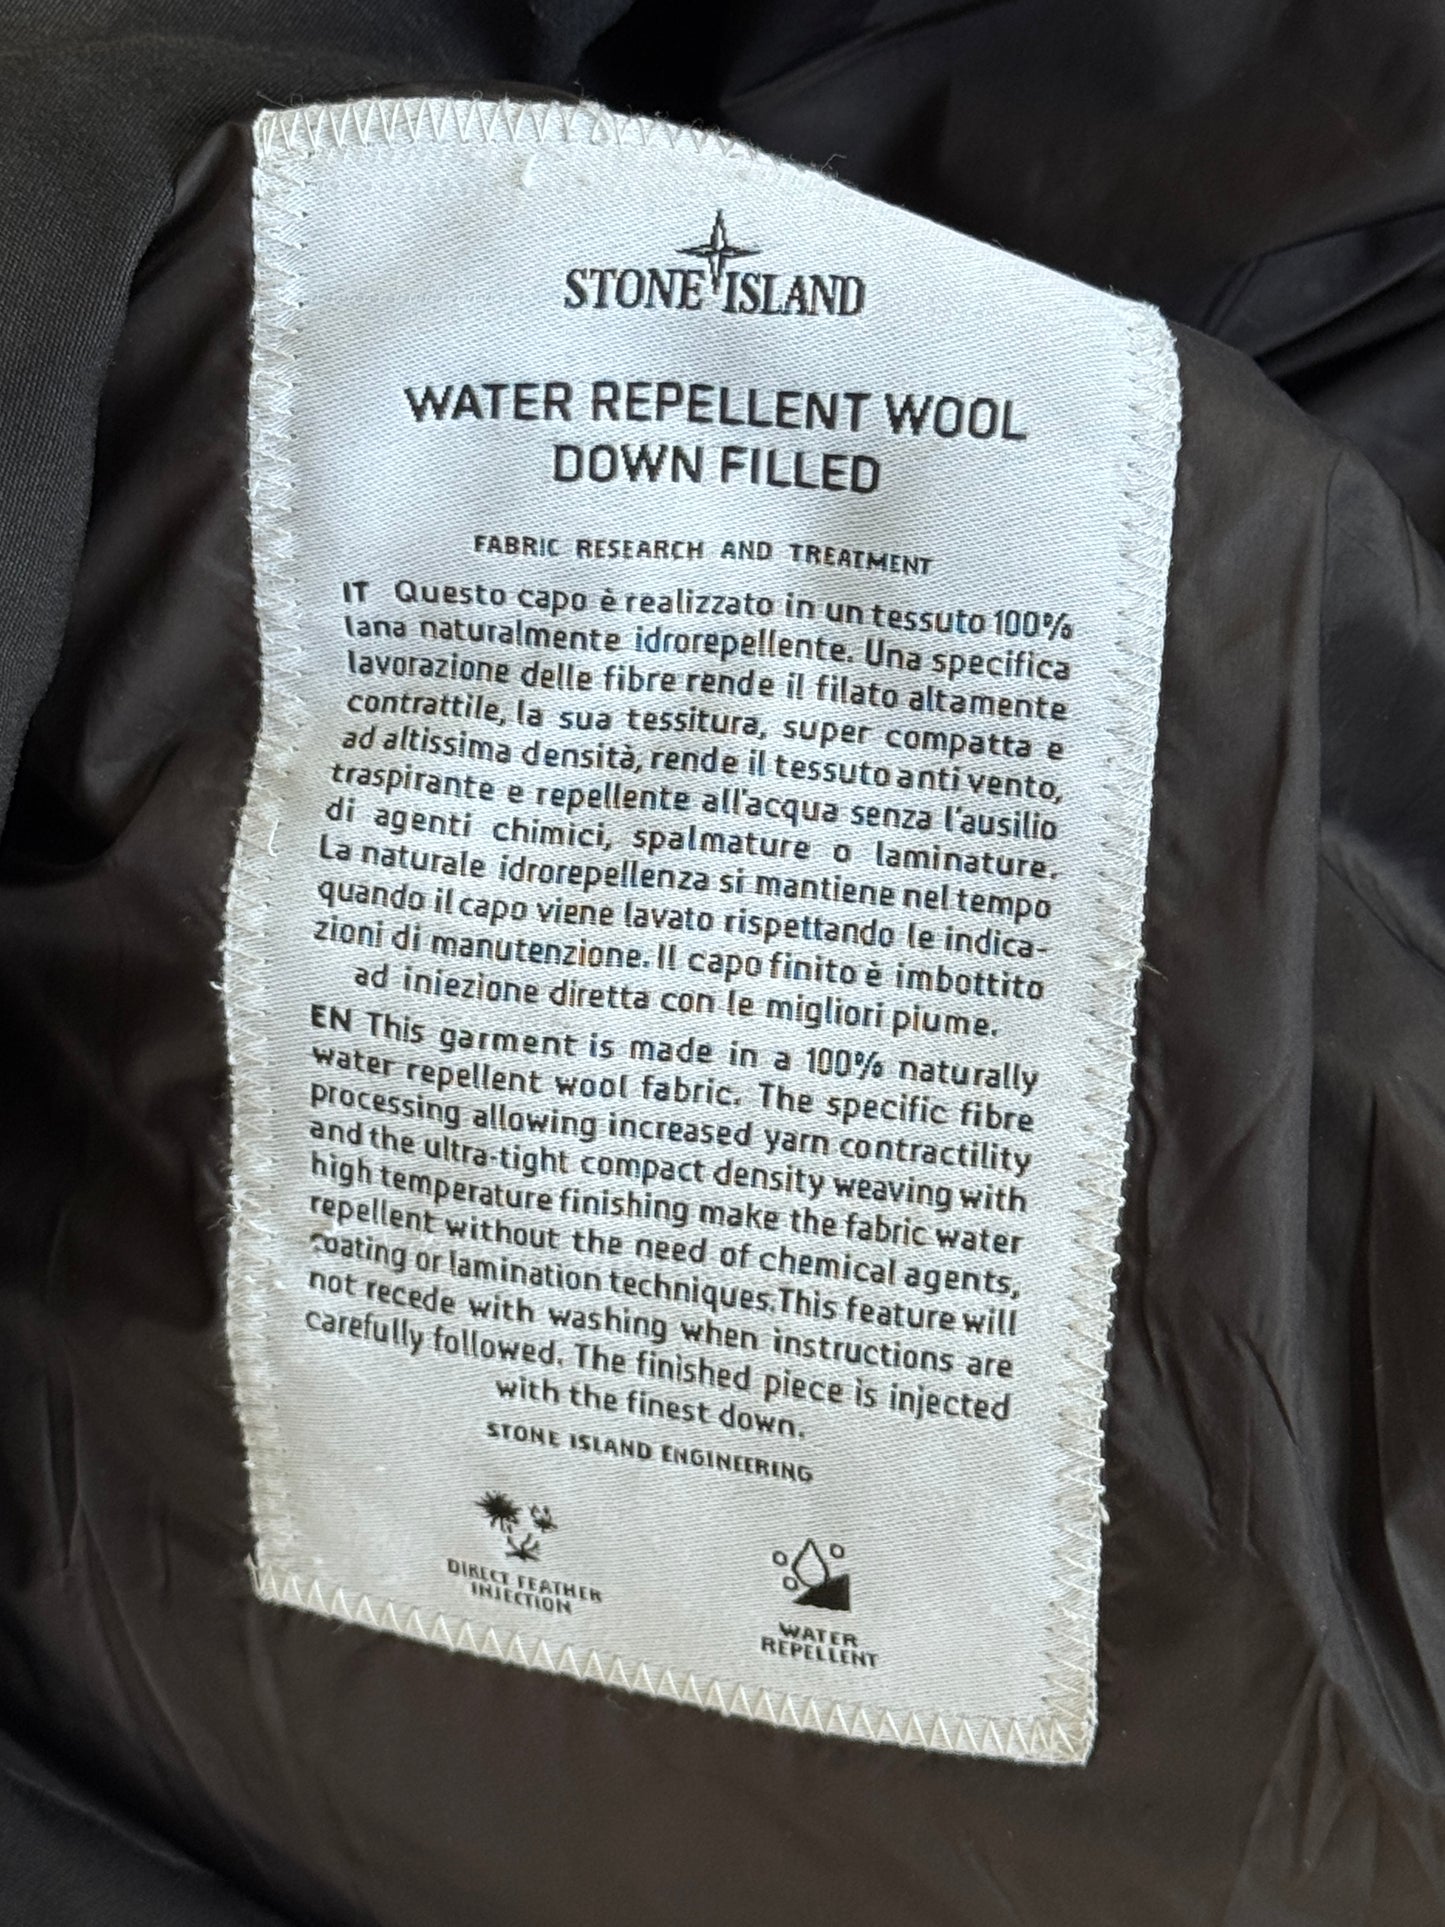 STONE ISLAND
WATER REPELLENT WOOL
DOWN FILLED
FABRIC RESEARCH AND TREATMENT
IT Questo capo è realizzato in un tessuto 100%
lana naturalmente idrorepellente. Una specifica
lavorazione delle fibre rende il filato altamente
contrattile, la sua tessitura, super compatta e
ad altissima densità, rende il tessuto anti vento,
traspirante e repellente all'acqua senza l'ausilio
di agenti chimici, spalmature o laminature.
La naturale idrorepellenza si mantiene nel tempo
quando il capo viene lavato rispettando le indica-
zioni di manutenzione. Il capo finito è imbottito
ad iniezione diretta con le migliori piume.
EN This garment is made in a 100% naturally
water repellent wool fabric. The specific fibre
processing allowing increased yarn contractility
and the ultra-tight compact density weaving with
high temperature finishing make the fabric water
repellent without the need of chemical agents,
coating or lamination techniques.This feature will
not recede with washing when instructions are
carefully followed. The finished piece is injected
with the finest down.
STONE ISLAND ENGINEERING
DIRECT FEATHER
INJECTION
WATER
REPELLENT